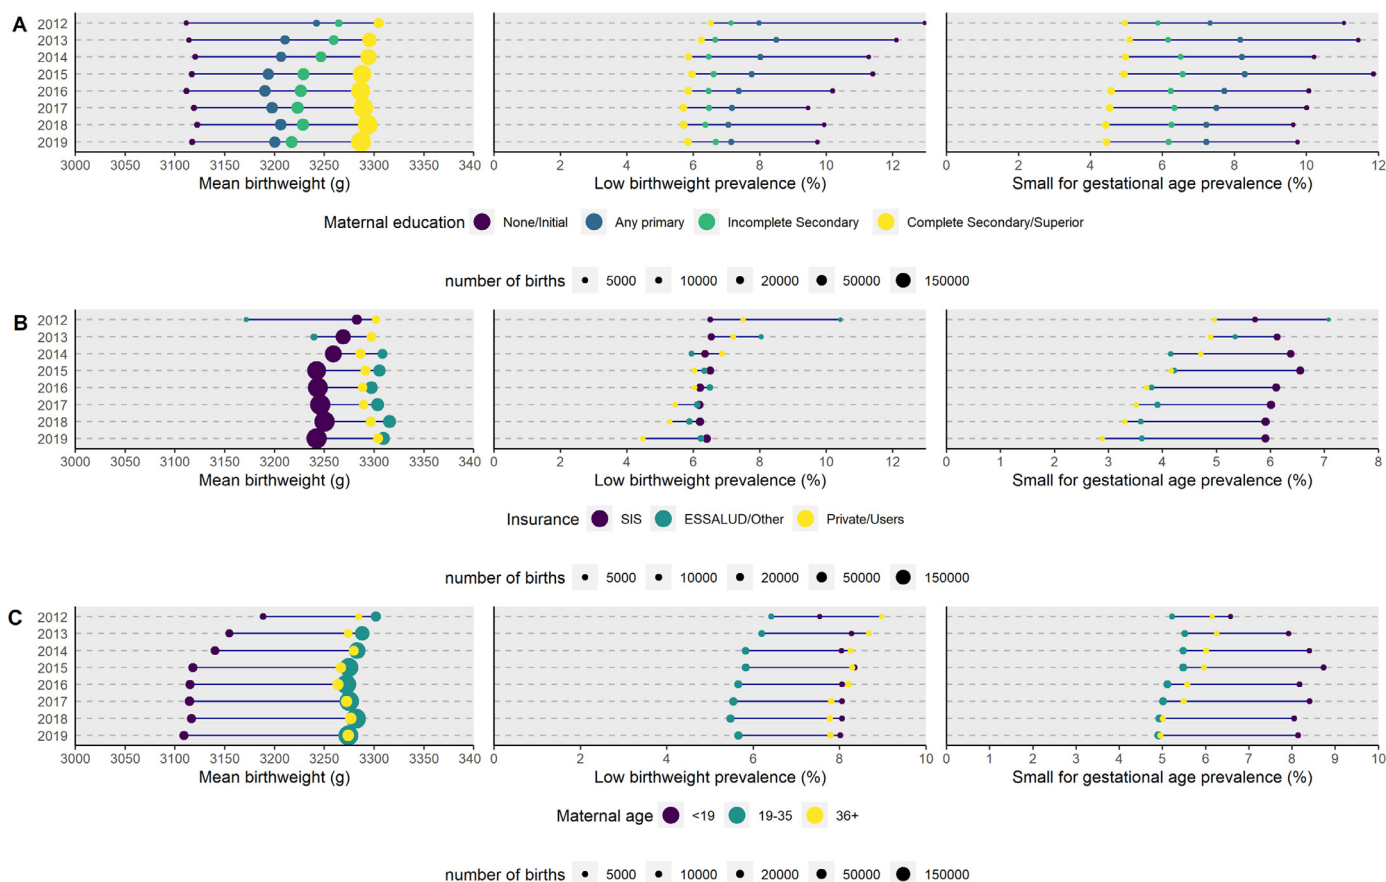 A
2012
2013
2014
2015
2016
2017
2018
2019
3000 3050 3100 3150 3200 3250 3300 3350 340
0 2 4 6 8 10 12
0 2 4 6 8 10 12
Mean birthweight (g)
Low birthweight prevalence (%)
Small for gestational age prevalence (%)
Maternal education None/Initial Any primary Incomplete Secondary Complete Secondary/Superior
number of births 5000 10000 20000 50000 150000
B
2012
2013
2014
2015
2016
2017
2018
2019
3000 3050 3100 3150 3200 3250 3300 3350 340
0 2 4 6 8 10 12
0 1 2 3 4 5 6 7 8
Mean birthweight (g)
Low birthweight prevalence (%)
Small for gestational age prevalence (%)
Insurance SIS ESSALUD/Other Private/Users
number of births 5000 10000 20000 50000 150000
C
2012
2013
2014
2015
2016
2017
2018
2019
3000 3050 3100 3150 3200 3250 3300 3350 340
0 2 4 6 8 10
0 1 2 3 4 5 6 7 8 9 10
Mean birthweight (g)
Low birthweight prevalence (%)
Small for gestational age prevalence (%)
Maternal age <19 19-35 36+
number of births 5000 10000 20000 50000 150000